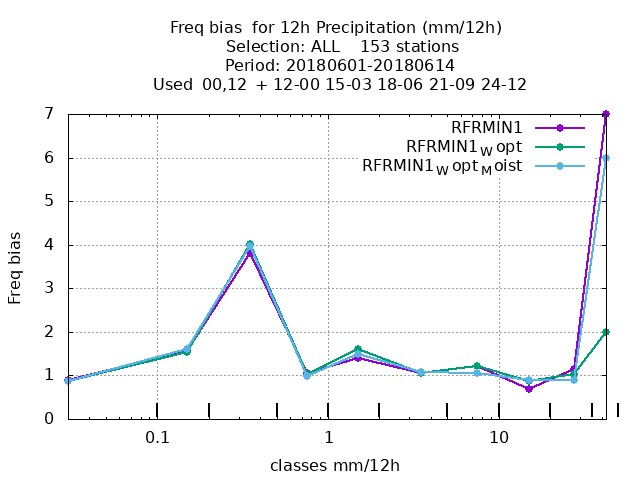 Freq bias  for 12h Precipitation (mm/12h)
Selection: ALL    153 stations
Period: 20180601-20180614
Used  00,12  + 12-00 15-03 18-06 21-09 24-12
RFRMIN1
RFRMIN1Wopt
RFRMIN1WoptMoist
7
6
5
4
3
2
1
0
Freq bias
0.1 1 10
classes mm/12h